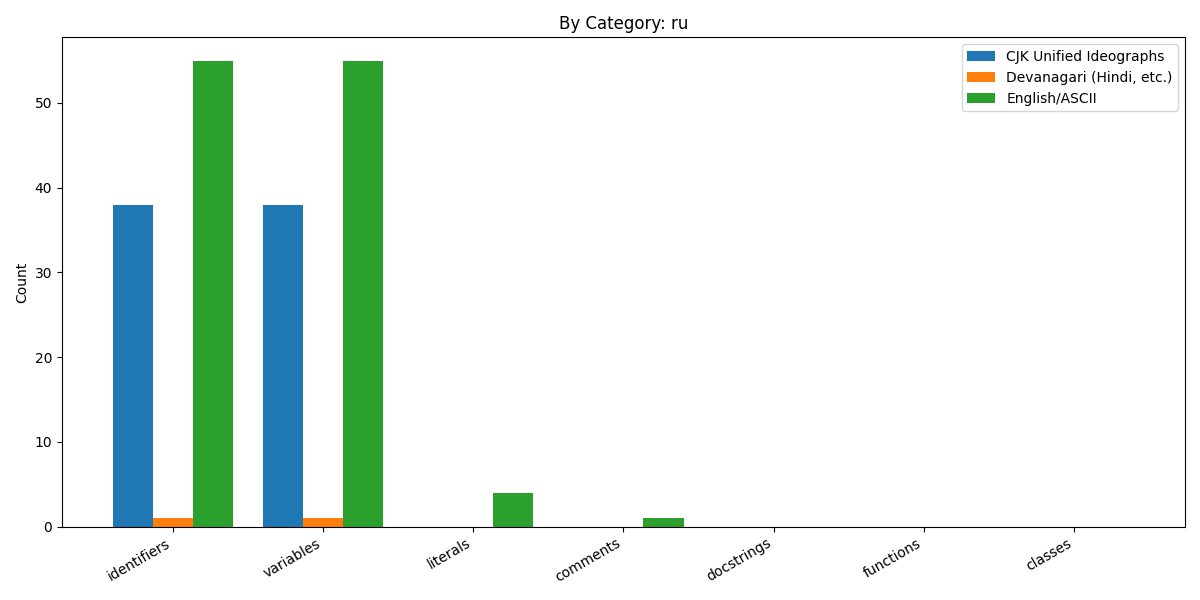 By Category: ru
CJK Unified Ideographs
Devanagari (Hindi, etc.)
English/ASCII
Count
50
40
30
20
10
0
identifiers
variables
literals
comments
docstrings
functions
classes